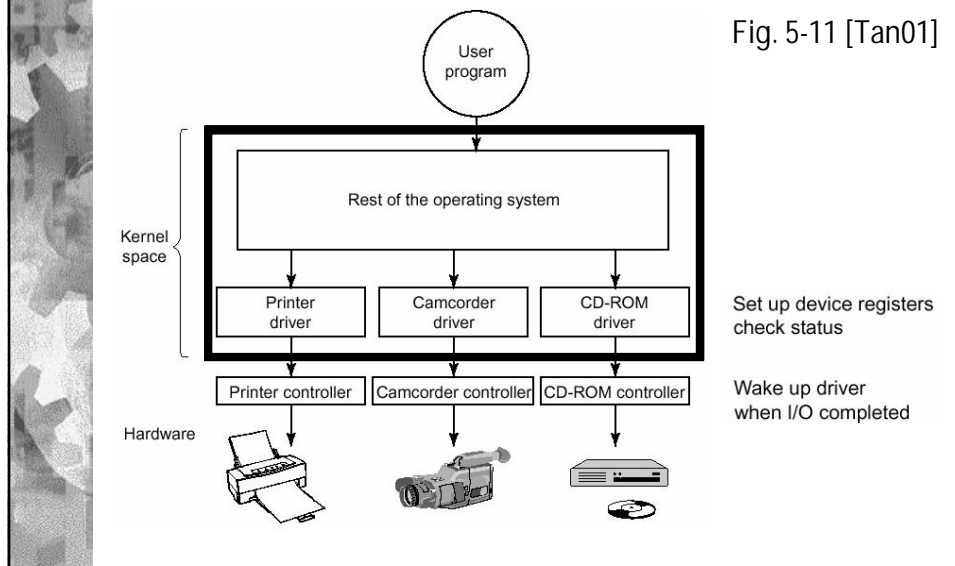 Fig. 5-11 [Tan01]
User
program
Rest of the operating system
Kernel
space
Printer
driver
Camcorder
driver
CD-ROM
driver
Set up device registers
check status
Printer controller
Camcorder controller
CD-ROM controller
Wake up driver
when I/O completed
Hardware